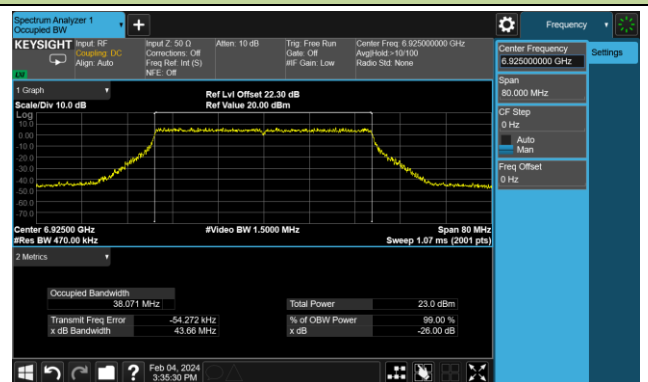 Spectrum Analyzer 1
Occupied BW
Frequency
KEYSIGHT
Input: RF
Coupling: DC
Align: Auto
Input Z: 50 Ω
Corrections: Off
Freq Ref: Int (S)
NFE: Off
Atten: 10 dB
Trig: Free Run
Gate: Off
#IF Gain: Low
Center Freq: 6.925000000 GHz
Avg|Hold:>10/100
Radio Std: None
Center Frequency
6.925000000 GHz
Settings
Span
80.000 MHz
CF Step
0 Hz
Auto
Man
Freq Offset
0 Hz
1 Graph
Scale/Div 10.0 dB
Ref Lvl Offset 22.30 dB
Ref Value 20.00 dBm
Log
10.0
0.00
-10.0
-20.0
-30.0
-40.0
-50.0
-60.0
-70.0
Center 6.92500 GHz
#Video BW 1.5000 MHz
Span 80 MHz
#Res BW 470.00 kHz
Sweep 1.07 ms (2001 pts)
2 Metrics
Occupied Bandwidth
38.071 MHz
Total Power 23.0 dBm
Transmit Freq Error -54.272 kHz
% of OBW Power 99.00 %
x dB Bandwidth 43.66 MHz
x dB -26.00 dB
Feb 04, 2024
3:35:30 PM